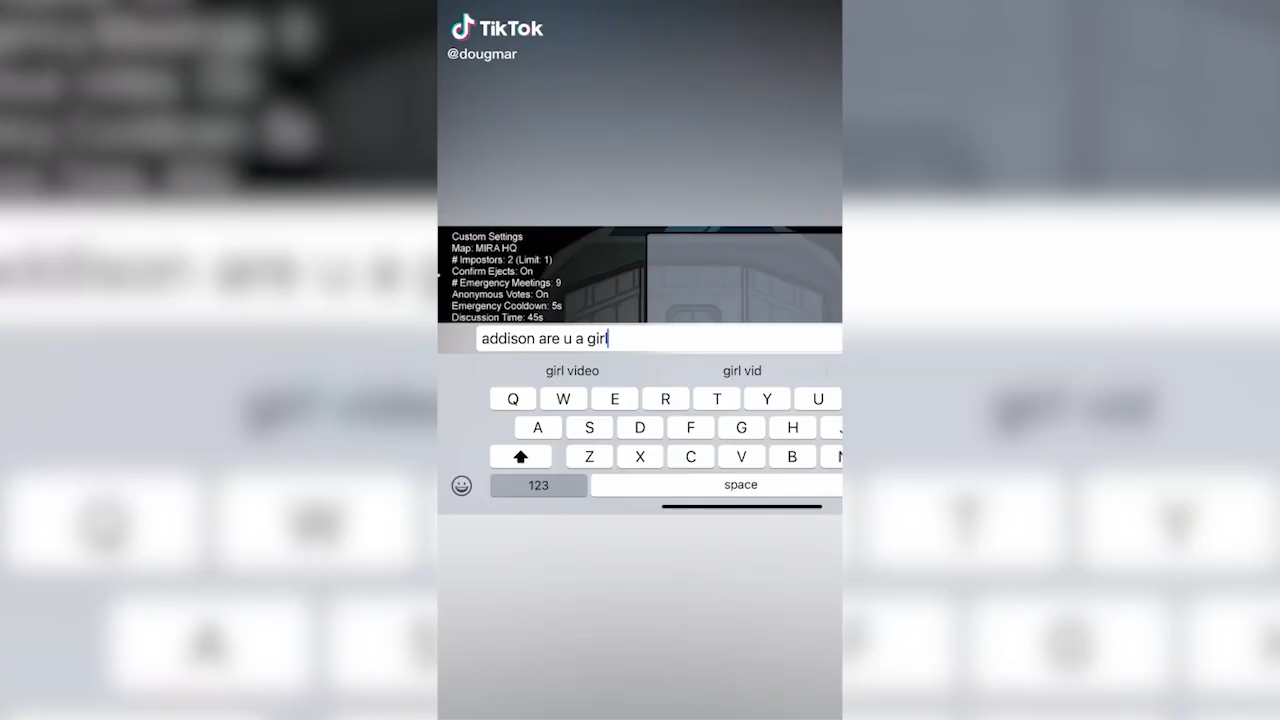 TikTok
@dougmar
Custom Settings
Map: MIRA HQ
# Impostors: 2 (Limit: 1)
Confirm Ejects: On
# Emergency Meetings: 9
Anonymous Votes: On
Emergency Cooldown: 5s
Discussion Time: 45s
addison are u a girl
girl video
girl vid
Q W E R T Y U
A S D F G H
Z X C V B
123
space